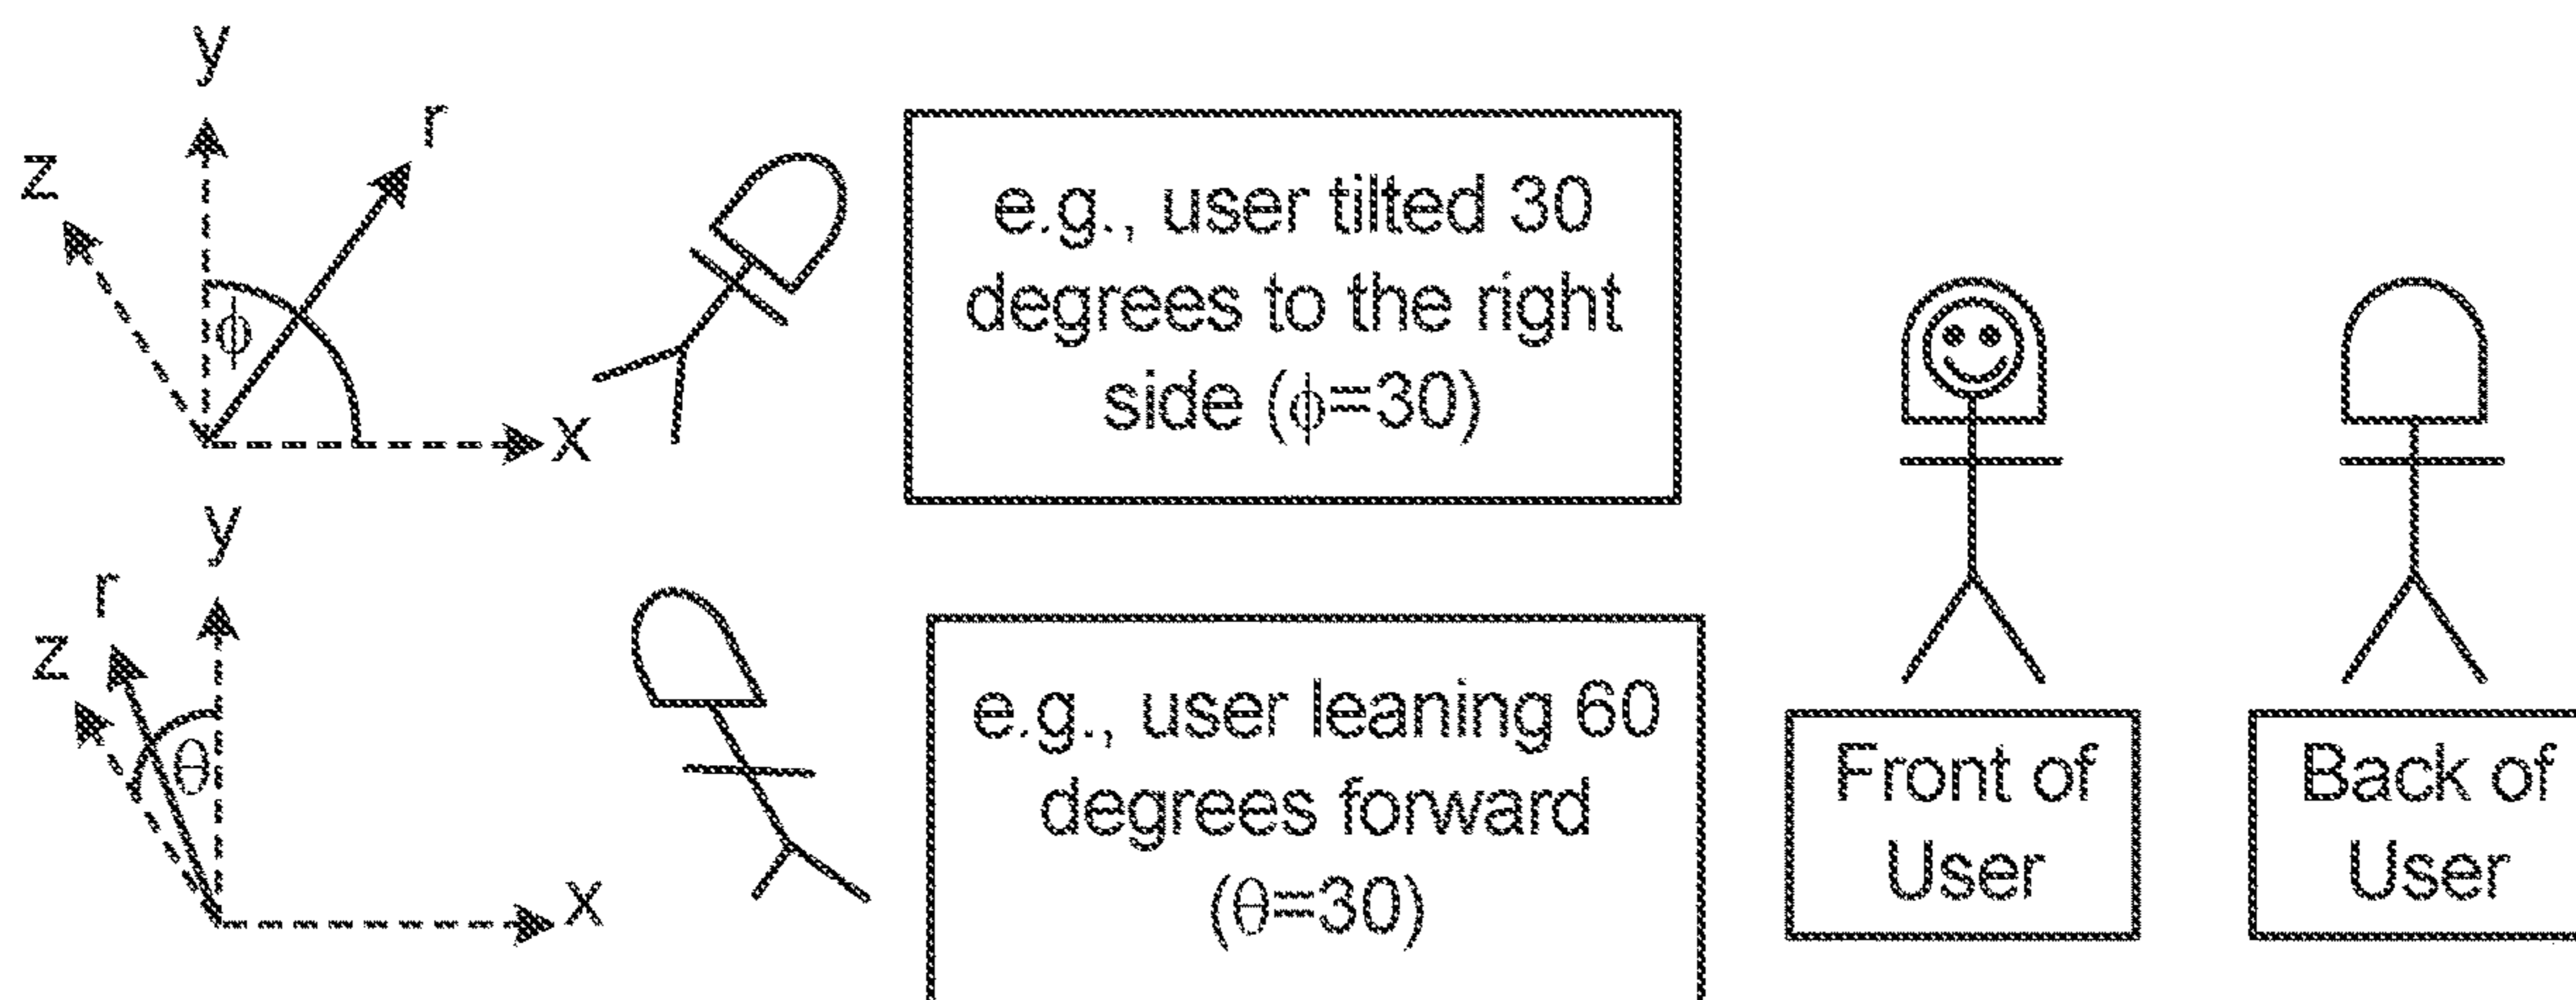 y
r
z
ϕ
x
e.g., user tilted 30
degrees to the right
side (ϕ=30)
y
r
z
θ
x
e.g., user leaning 60
degrees forward
(θ=30)
Front of
User
Back of
User